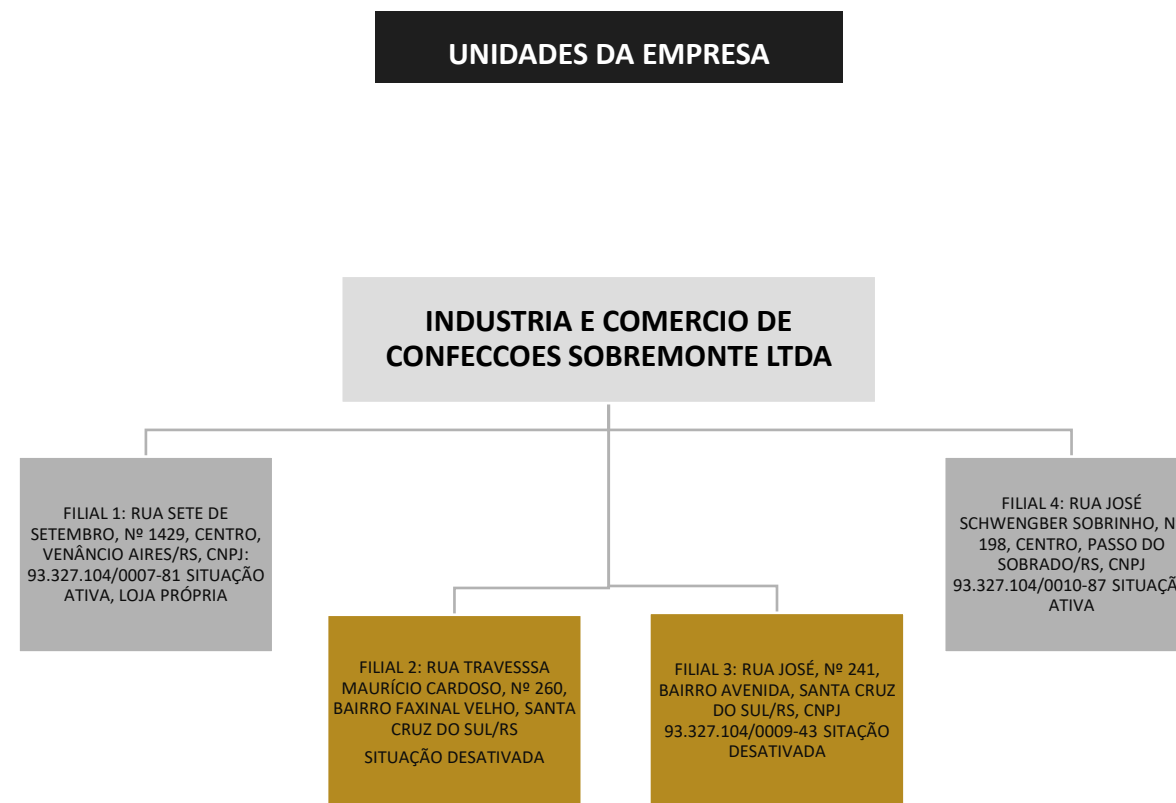 UNIDADES DA EMPRESA
INDUSTRIA E COMERCIO DE
CONFECCOES SOBREMONTE LTDA
FILIAL 1: RUA SETE DE
SETEMBRO, Nº 1429, CENTRO,
VENÂNCIO AIRES/RS, CNPJ:
93.327.104/0007-81 SITUAÇÃO
ATIVA, LOJA PRÓPRIA
FILIAL 2: RUA TRAVESSSA
MAURÍCIO CARDOSO, Nº 260,
BAIRRO FAXINAL VELHO, SANTA
CRUZ DO SUL/RS
SITUAÇÃO DESATIVADA
FILIAL 3: RUA JOSÉ, Nº 241,
BAIRRO AVENIDA, SANTA CRUZ
DO SUL/RS, CNPJ
93.327.104/0009-43 SITAÇÃO
DESATIVADA
FILIAL 4: RUA JOSÉ
SCHWENGBER SOBRINHO, N
198, CENTRO, PASSO DO
SOBRADO/RS, CNPJ
93.327.104/0010-87 SITUAÇÃ
ATIVA